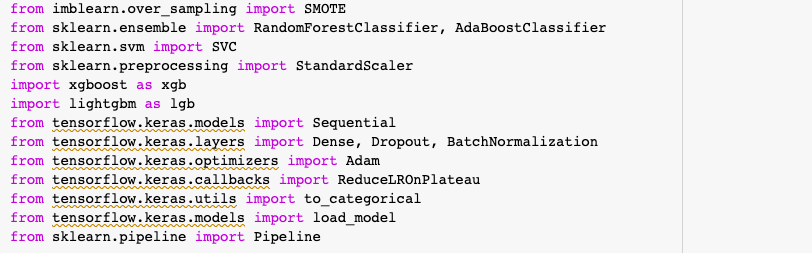 from imblearn.over_sampling import SMOTE
from sklearn.ensemble import RandomForestClassifier, AdaBoostClassifier
from sklearn.svm import SVC
from sklearn.preprocessing import StandardScaler
import xgboost as xgb
import lightgbm as lgb
from tensorflow.keras.models import Sequential
from tensorflow.keras.layers import Dense, Dropout, BatchNormalization
from tensorflow.keras.optimizers import Adam
from tensorflow.keras.callbacks import ReduceLROnPlateau
from tensorflow.keras.utils import to_categorical
from tensorflow.keras.models import load_model
from sklearn.pipeline import Pipeline